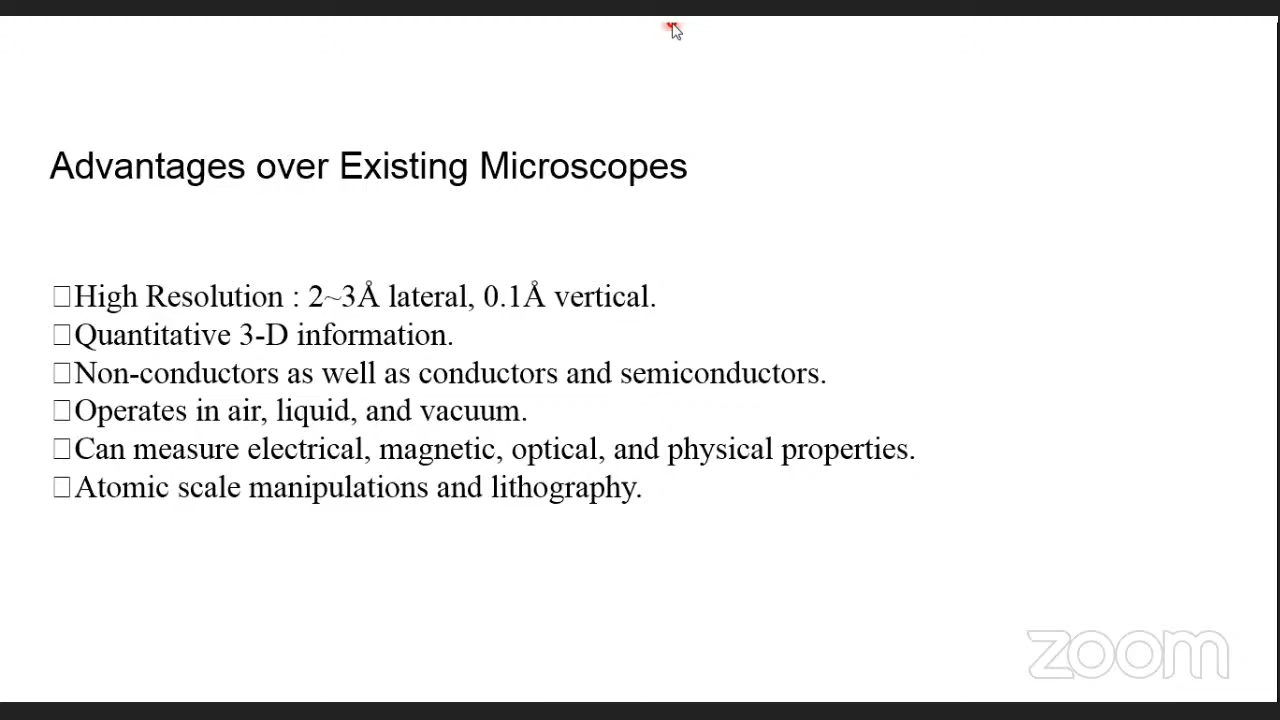 Advantages over Existing Microscopes
□High Resolution : 2~3Å lateral, 0.1Å vertical.
□Quantitative 3-D information.
□Non-conductors as well as conductors and semiconductors.
□Operates in air, liquid, and vacuum.
□Can measure electrical, magnetic, optical, and physical properties.
□Atomic scale manipulations and lithography.
zoom